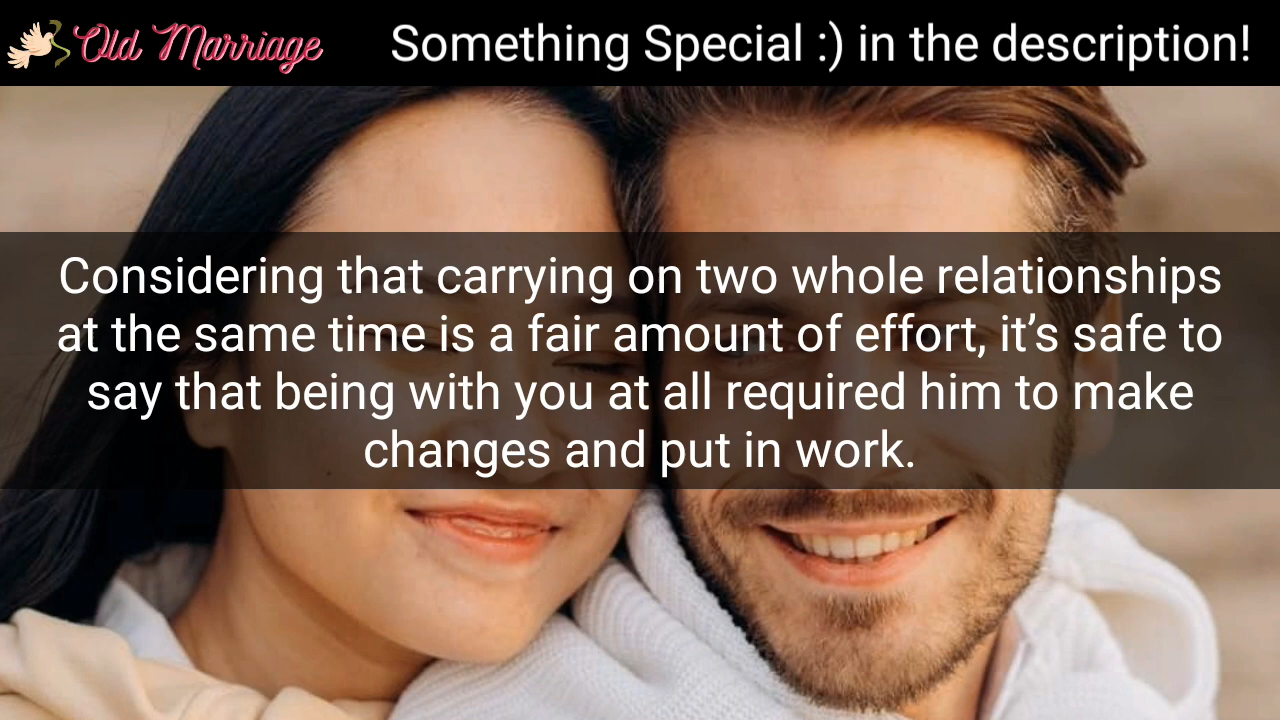 Old Marriage
Something Special :) in the description!
Considering that carrying on two whole relationships
at the same time is a fair amount of effort, it’s safe to
say that being with you at all required him to make
changes and put in work.